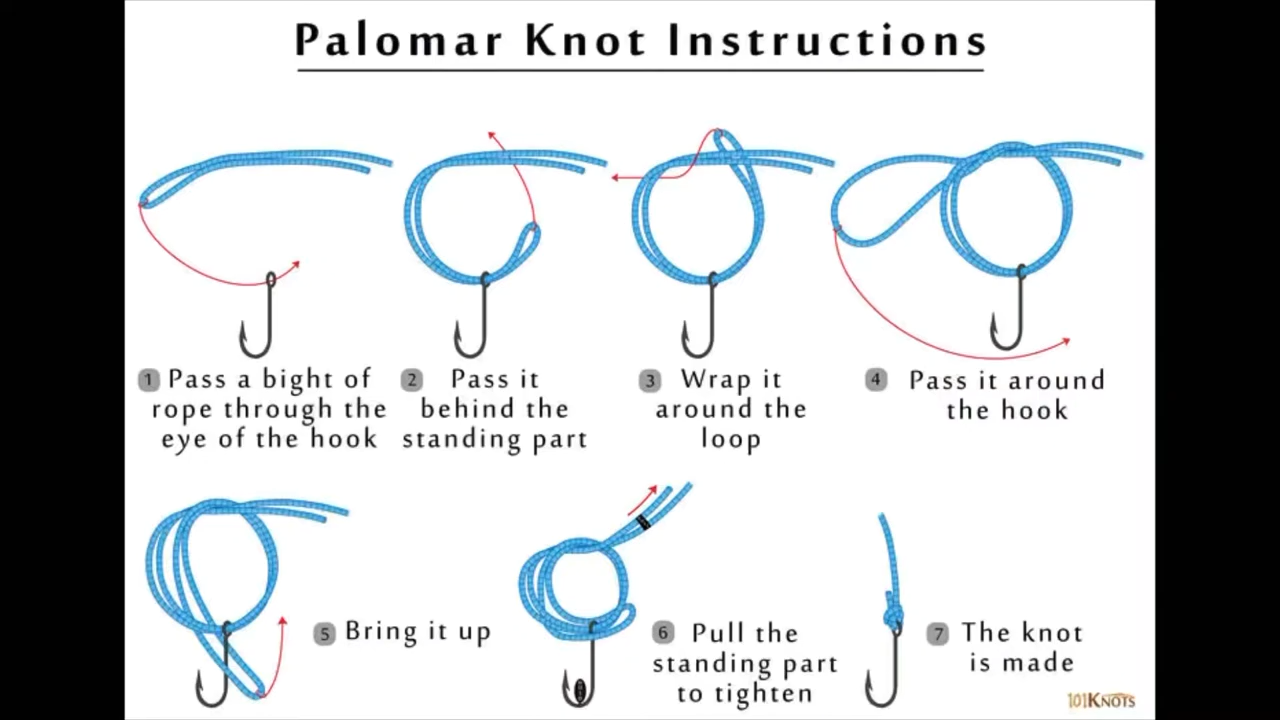 Palomar Knot Instructions
1 Pass a bight of
rope through the
eye of the hook
2 Pass it
behind the
standing part
3 Wrap it
around the
loop
4 Pass it around
the hook
5 Bring it up
6 Pull the
standing part
to tighten
7 The knot
is made
101KNOTS